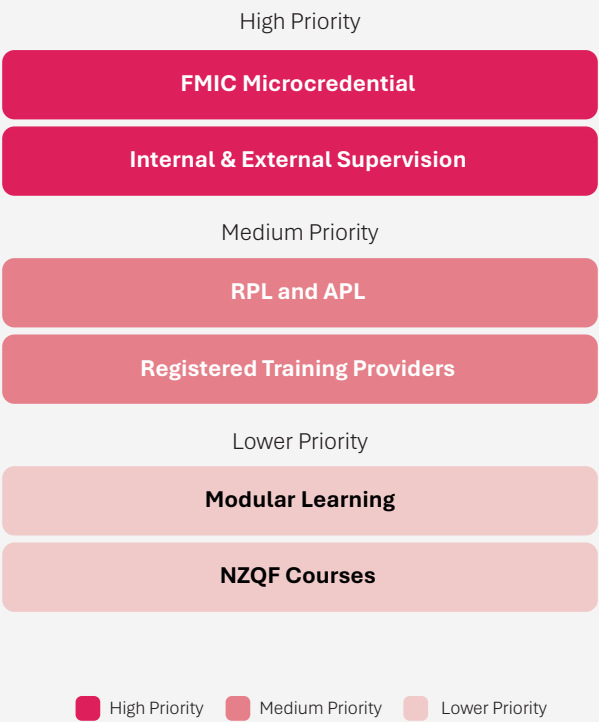 High Priority
FMIC Microcredential
Internal & External Supervision
Medium Priority
RPL and APL
Registered Training Providers
Lower Priority
Modular Learning
NZQF Courses
High Priority Medium Priority Lower Priority